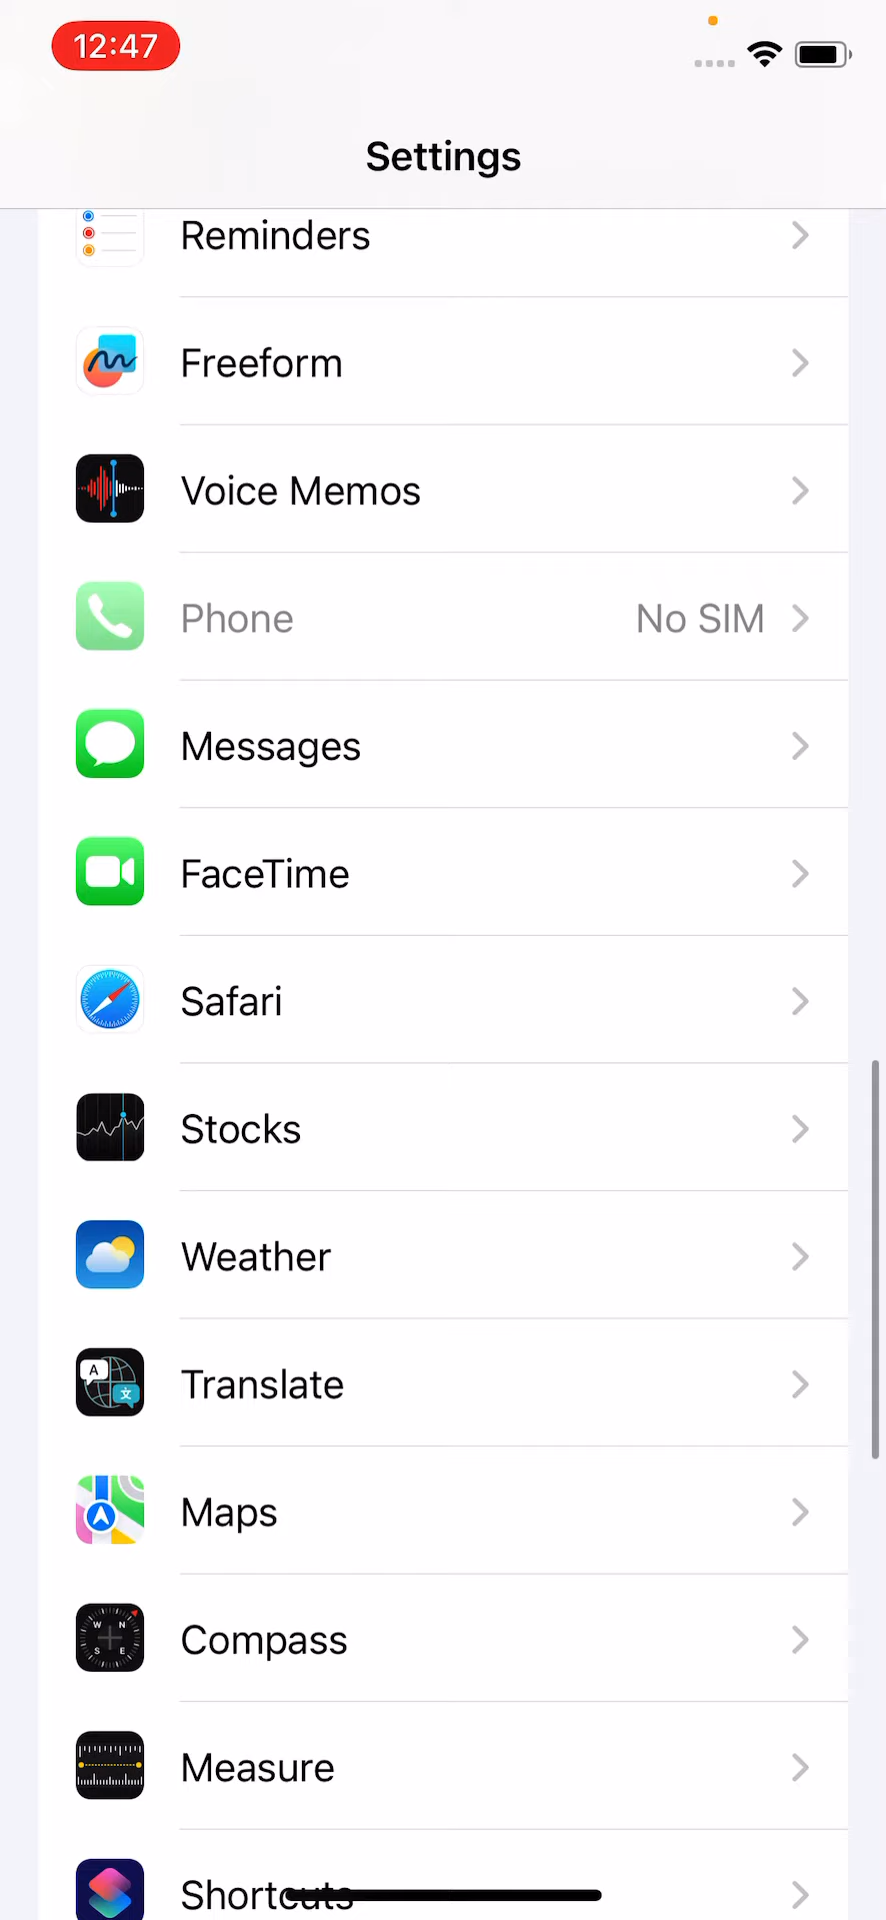 12:47
Settings
Reminders
Freeform
Voice Memos
Phone No SIM
Messages
FaceTime
Safari
Stocks
Weather
A
文
Translate
Maps
W N
S E
Compass
Measure
Shortcuts